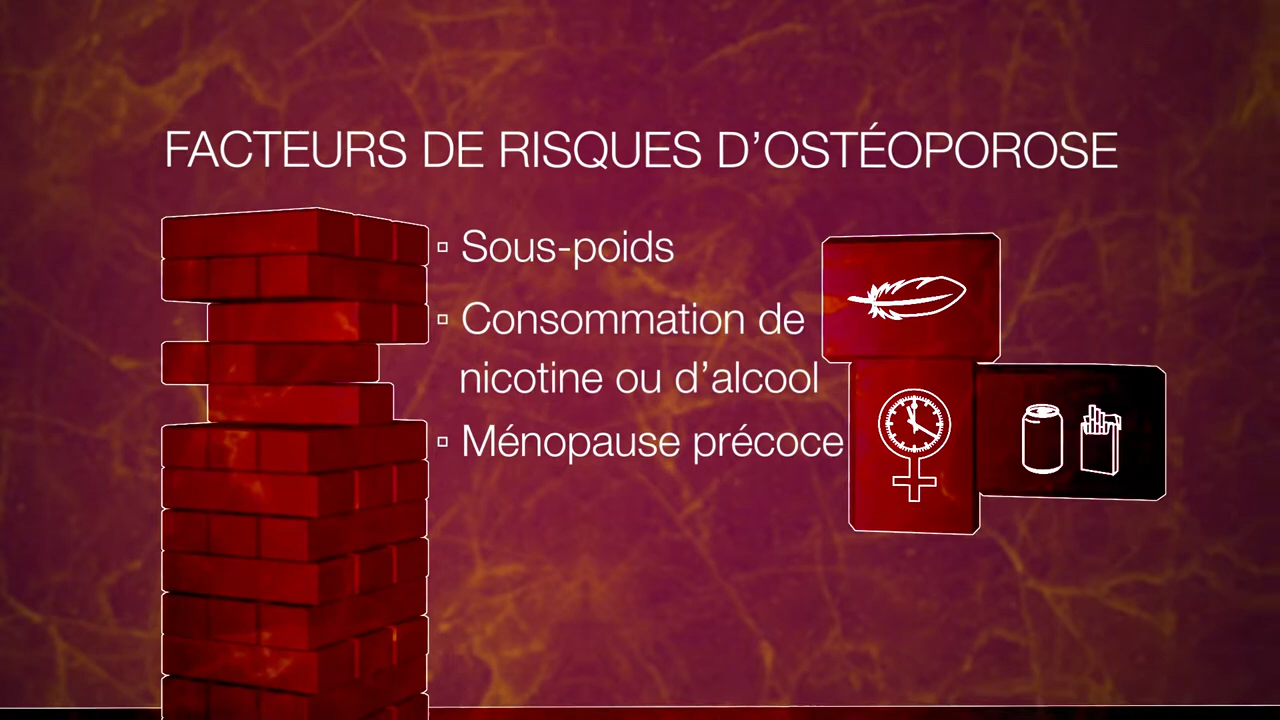 FACTEURS DE RISQUES D’OSTÉOPOROSE
▫ Sous-poids
▫ Consommation de
nicotine ou d’alcool
▫ Ménopause précoce